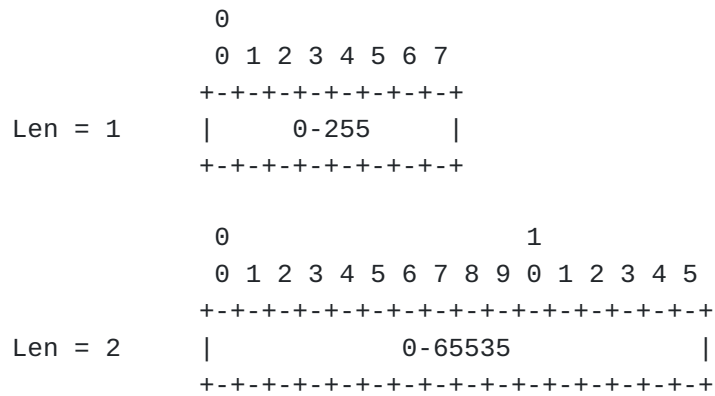 0
0 1 2 3 4 5 6 7
+-+-+-+-+-+-+-+-+
Len = 1 | 0-255 |
+-+-+-+-+-+-+-+-+
0 1
0 1 2 3 4 5 6 7 8 9 0 1 2 3 4 5
+-+-+-+-+-+-+-+-+-+-+-+-+-+-+-+-+
Len = 2 | 0-65535 |
+-+-+-+-+-+-+-+-+-+-+-+-+-+-+-+-+